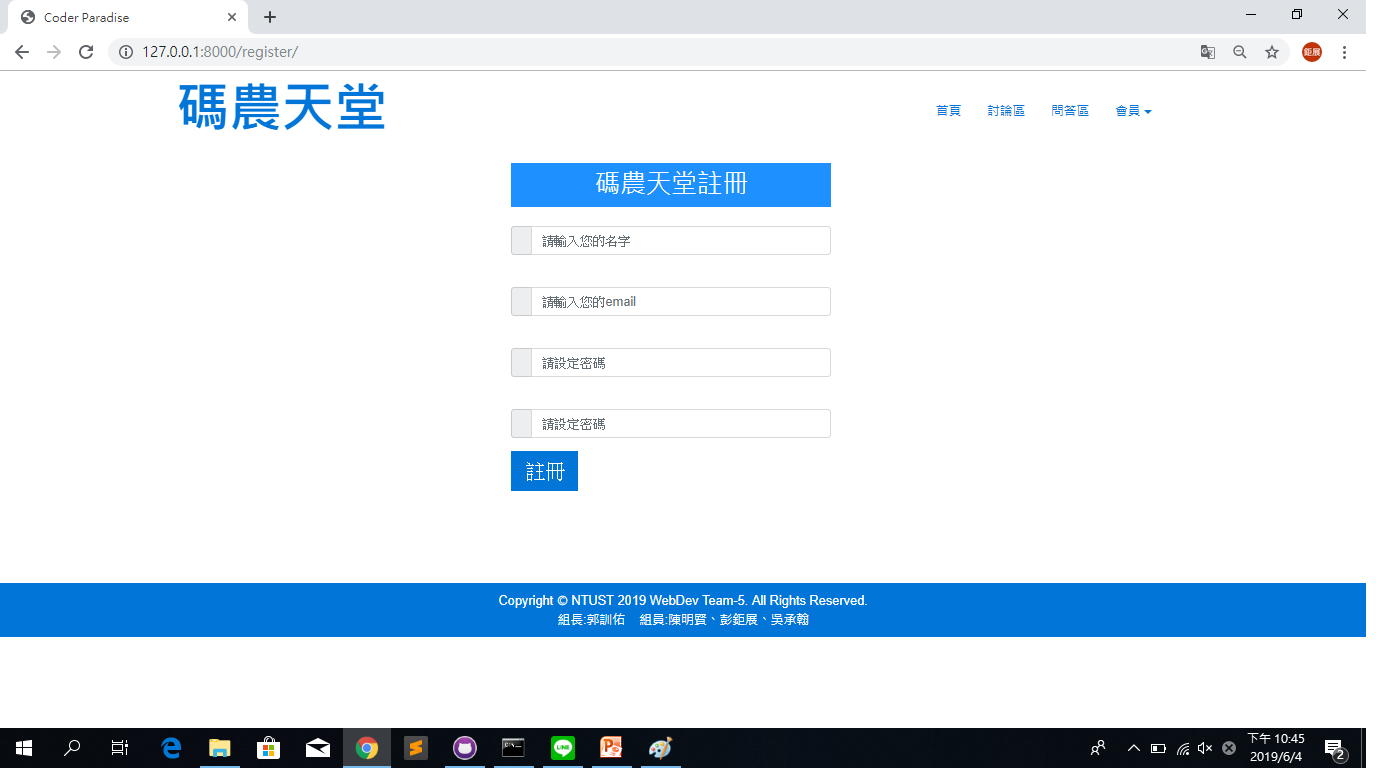 Coder Paradise
127.0.0.1:8000/register/
鉅展
碼農天堂
首頁 討論區 問答區 會員
碼農天堂註冊
請輸入您的名字
請輸入您的email
請設定密碼
請設定密碼
註冊
Copyright © NTUST 2019 WebDev Team-5. All Rights Reserved.
組長:郭訓佑 組員:陳明賢、彭鉅展、吳承翰
下午 10:45
2019/6/4
2